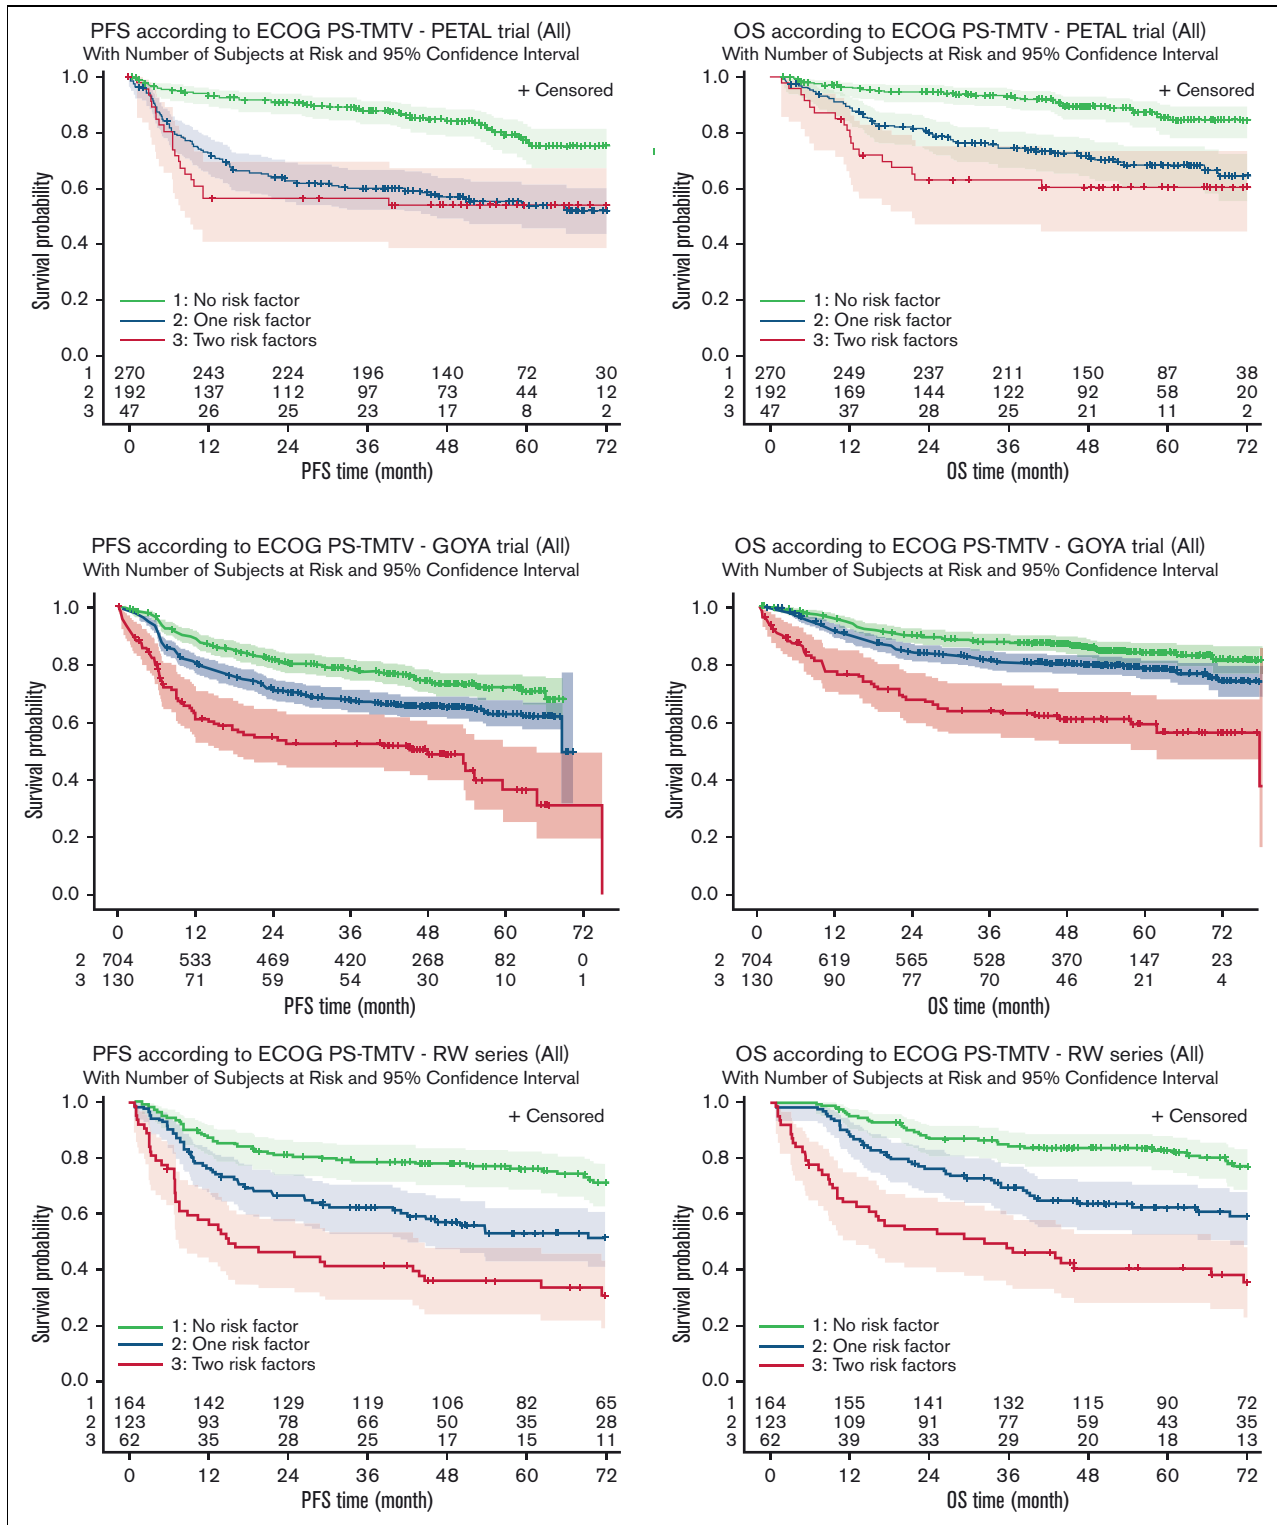 PFS according to ECOG PS-TMTV - PETAL trial (All)
With Number of Subjects at Risk and 95% Confidence Interval
1.0
0.8
0.6
0.4
0.2
0.0
Survival probability
+ Censored
1: No risk factor
2: One risk factor
3: Two risk factors
1 270 243 224 196 140 72 30
2 192 137 112 97 73 44 12
3 47 26 25 23 17 8 2
0 12 24 36 48 60 72
PFS time (month)
OS according to ECOG PS-TMTV - PETAL trial (All)
With Number of Subjects at Risk and 95% Confidence Interval
1.0
0.8
0.6
0.4
0.2
0.0
Survival probability
+ Censored
1: No risk factor
2: One risk factor
3: Two risk factors
1 270 249 237 211 150 87 38
2 192 169 144 122 92 58 20
3 47 37 28 25 21 11 2
0 12 24 36 48 60 72
OS time (month)
PFS according to ECOG PS-TMTV - GOYA trial (All)
With Number of Subjects at Risk and 95% Confidence Interval
1.0
0.8
0.6
0.4
0.2
0.0
Survival probability
0 12 24 36 48 60 72
2 704 533 469 420 268 82 0
3 130 71 59 54 30 10 1
PFS time (month)
OS according to ECOG PS-TMTV - GOYA trial (All)
With Number of Subjects at Risk and 95% Confidence Interval
1.0
0.8
0.6
0.4
0.2
0.0
Survival probability
0 12 24 36 48 60 72
2 704 619 565 528 370 147 23
3 130 90 77 70 46 21 4
OS time (month)
PFS according to ECOG PS-TMTV - RW series (All)
With Number of Subjects at Risk and 95% Confidence Interval
1.0
0.8
0.6
0.4
0.2
0.0
Survival probability
+ Censored
1: No risk factor
2: One risk factor
3: Two risk factors
1 164 142 129 119 106 82 65
2 123 93 78 66 50 35 28
3 62 35 28 25 17 15 11
0 12 24 36 48 60 72
PFS time (month)
OS according to ECOG PS-TMTV - RW series (All)
With Number of Subjects at Risk and 95% Confidence Interval
1.0
0.8
0.6
0.4
0.2
0.0
Survival probability
+ Censored
1: No risk factor
2: One risk factor
3: Two risk factors
1 164 155 141 132 115 90 72
2 123 109 91 77 59 43 35
3 62 39 33 29 20 18 13
0 12 24 36 48 60 72
OS time (month)